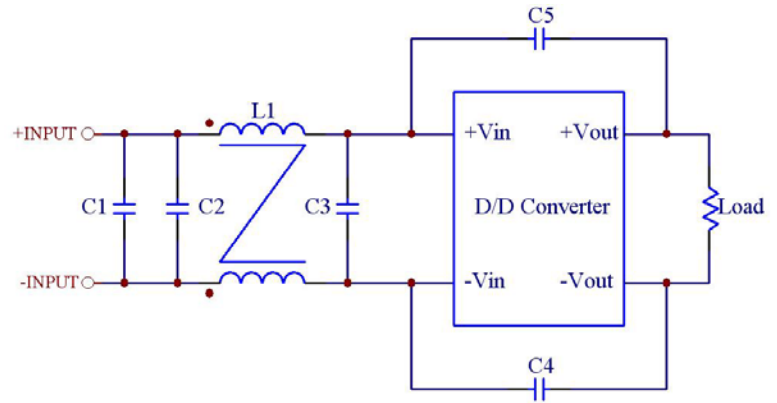 C5
L1
+INPUT
+Vin
+Vout
C1
C2
C3
D/D Converter
Load
-INPUT
-Vin
-Vout
C4